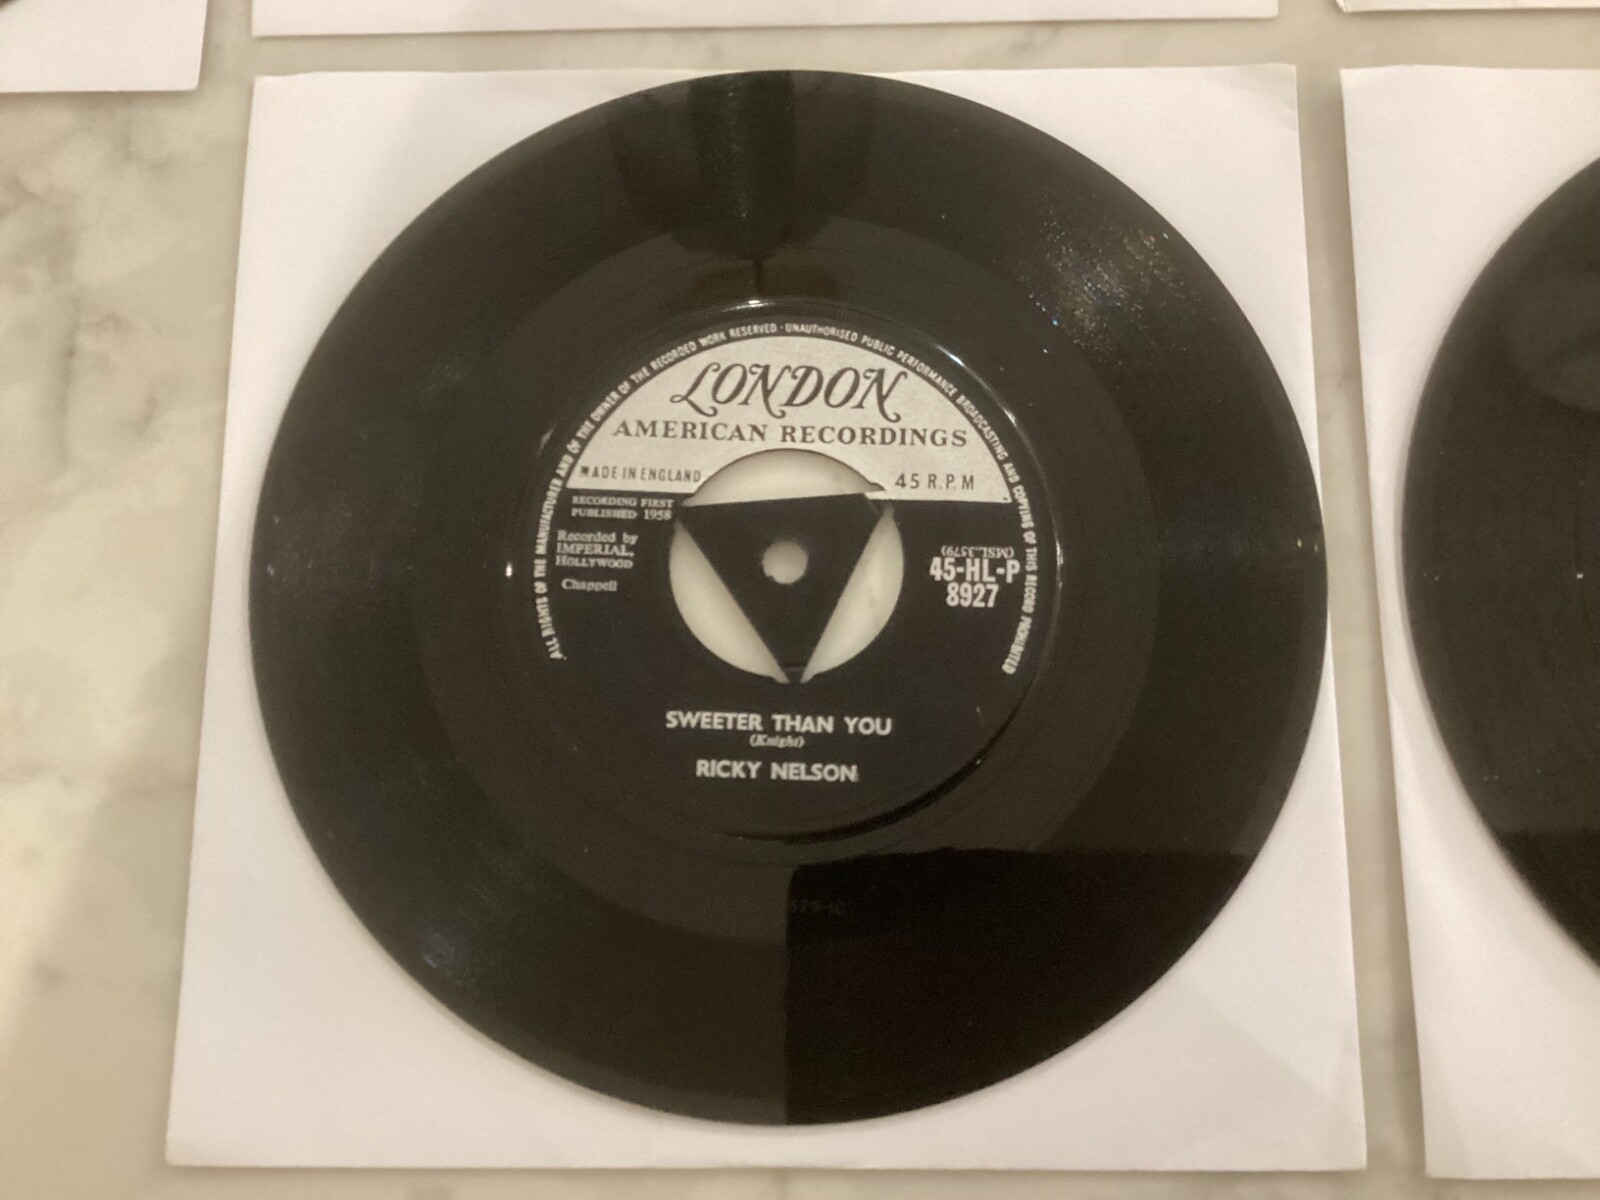 ALL RIGHTS OF THE MANUFACTURER AND OF THE OWNER OF THE RECORDED WORK RESERVED · UNAUTHORISED PUBLIC PERFORMANCE BROADCASTING AND COPYING OF THIS RECORD PROHIBITED
LONDON
AMERICAN RECORDINGS
MADE IN ENGLAND
45 R.P.M
RECORDING FIRST
PUBLISHED 1958
Recorded by
IMPERIAL,
HOLLYWOOD
Chappell
(MSL.3579)
45-HL-P
8927
SWEETER THAN YOU
(Knight)
RICKY NELSON